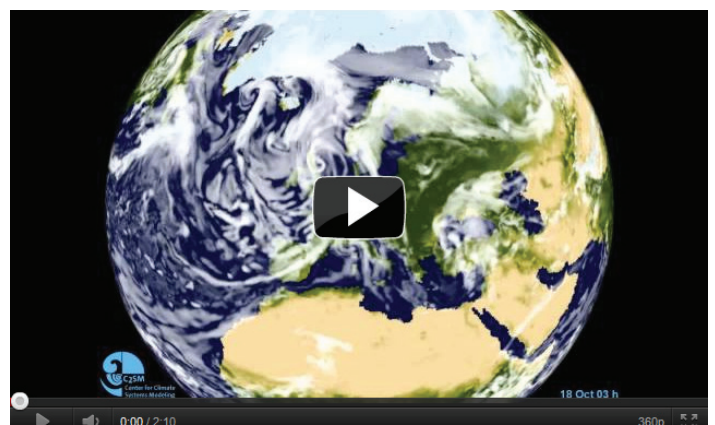 C2SM
Center for Climate
Systems Modeling
18 Oct 03 h
0:00 / 2:10
360p